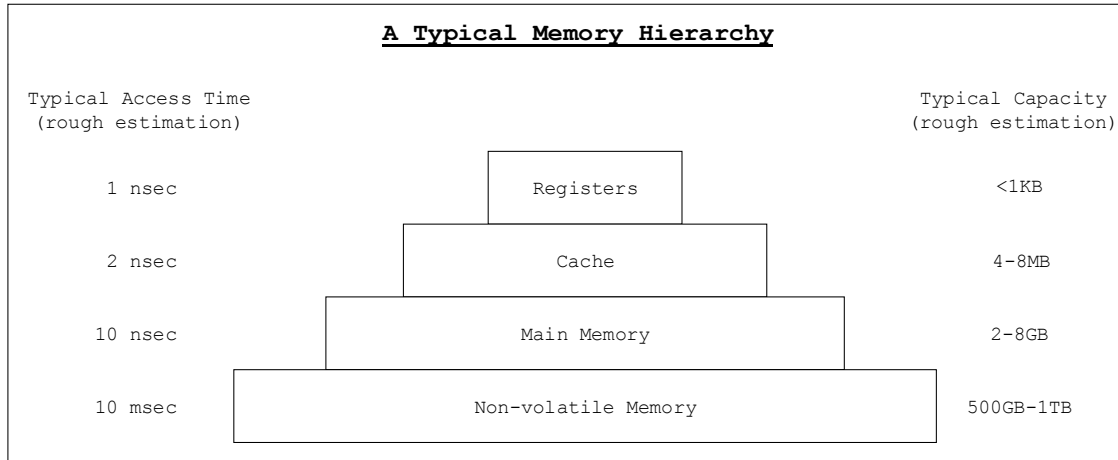 A Typical Memory Hierarchy
Typical Access Time
(rough estimation)
Typical Capacity
(rough estimation)
1 nsec
Registers
<1KB
2 nsec
Cache
4-8MB
10 nsec
Main Memory
2-8GB
10 msec
Non-volatile Memory
500GB-1TB